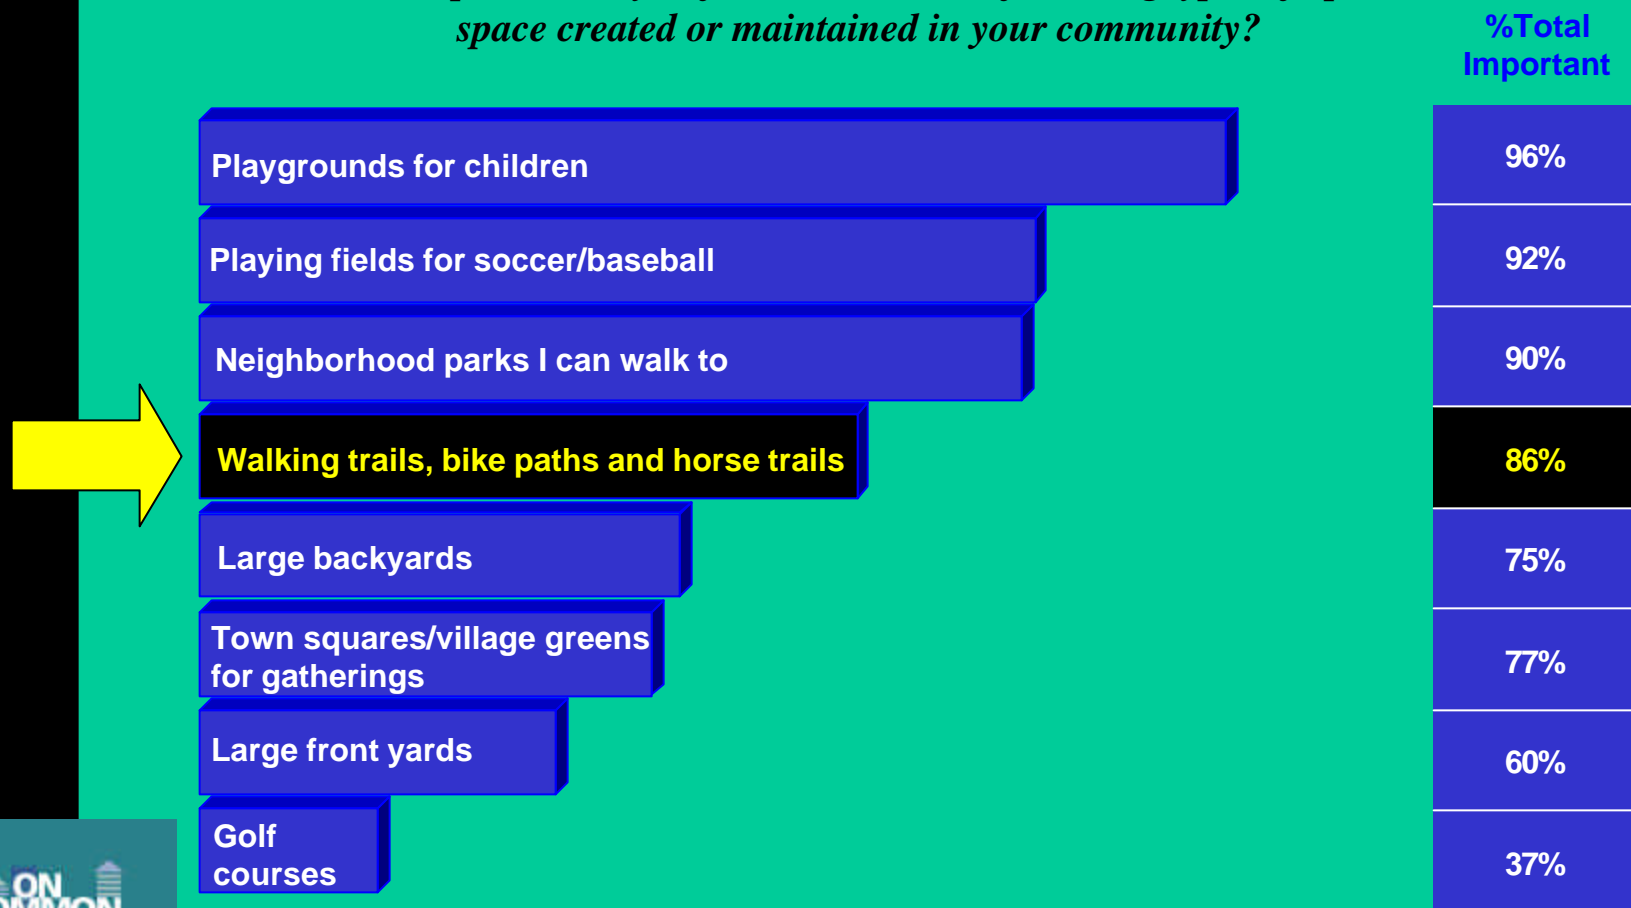 space created or maintained in your community?
%Total
Important
Playgrounds for children
96%
Playing fields for soccer/baseball
92%
Neighborhood parks I can walk to
90%
Walking trails, bike paths and horse trails
86%
Large backyards
75%
Town squares/village greens
for gatherings
77%
Large front yards
60%
Golf
courses
37%
ON